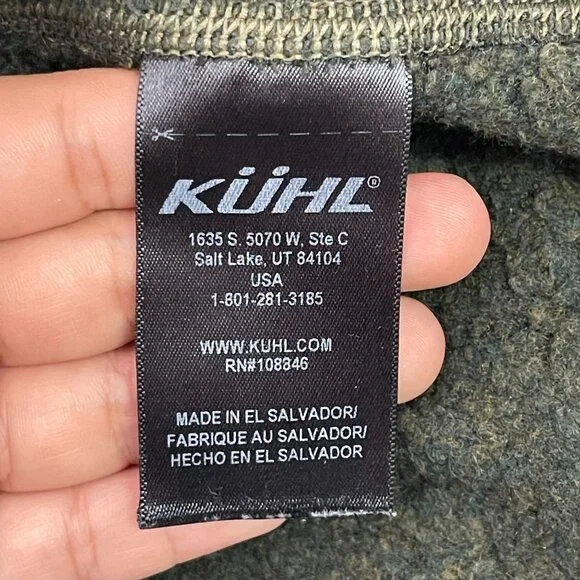 KÜHL®
1635 S. 5070 W, Ste C
Salt Lake, UT 84104
USA
1-801-281-3185
WWW.KUHL.COM
RN#108846
MADE IN EL SALVADOR/
FABRIQUE AU SALVADOR/
HECHO EN EL SALVADOR